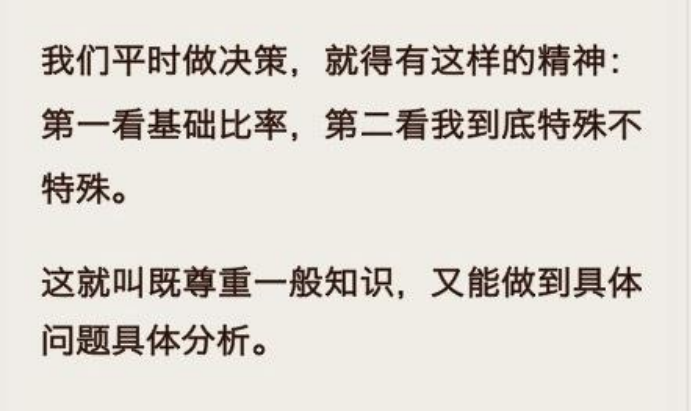 我们平时做决策，就得有这样的精神：
第一看基础比率，第二看我到底特殊不
特殊。
这就叫既尊重一般知识，又能做到具体
问题具体分析。